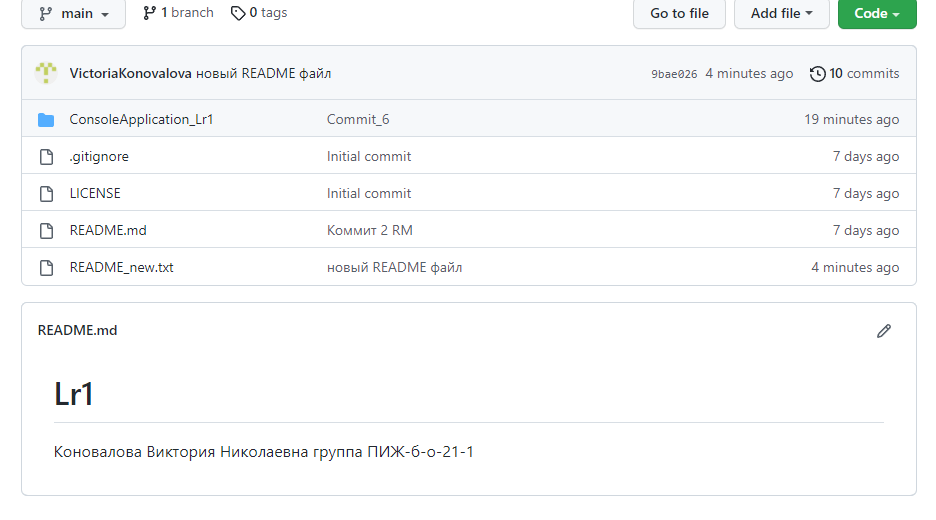 main 1 branch 0 tags Go to file Add file Code
VictoriaKonovalova новый README файл 9bae026 4 minutes ago 10 commits
ConsoleApplication_Lr1 Commit_6 19 minutes ago
.gitignore Initial commit 7 days ago
LICENSE Initial commit 7 days ago
README.md Коммит 2 RM 7 days ago
README_new.txt новый README файл 4 minutes ago
README.md
Lr1
Коновалова Виктория Николаевна группа ПИЖ-б-о-21-1